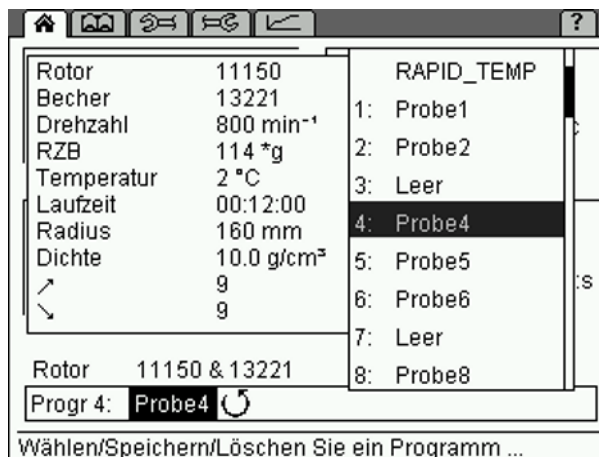 ?
Rotor 11150
Becher 13221
Drehzahl 800 min⁻¹
RZB 114 *g
Temperatur 2 °C
Laufzeit 00:12:00
Radius 160 mm
Dichte 10.0 g/cm³
↗ 9
↘ 9
RAPID_TEMP
1: Probe1
2: Probe2
3: Leer
4: Probe4
5: Probe5
6: Probe6
7: Leer
8: Probe8
:s
Rotor 11150 & 13221
Progr 4: Probe4
Wählen/Speichern/Löschen Sie ein Programm ...